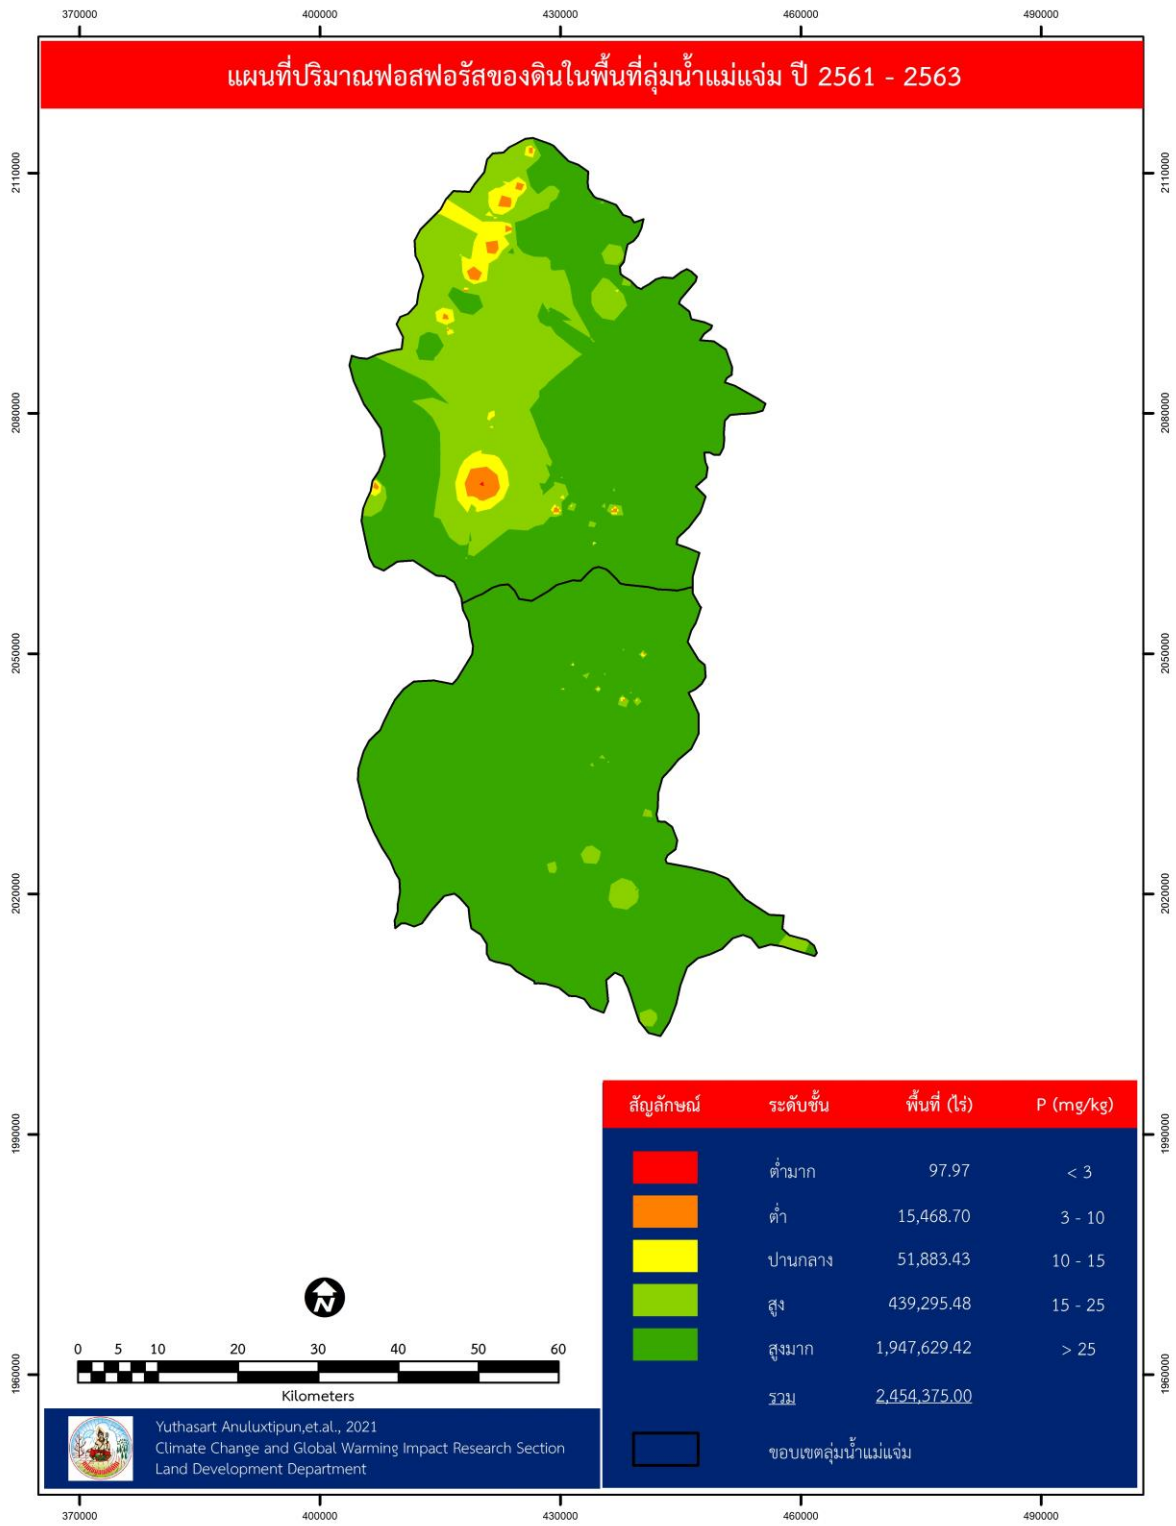 370000 400000 430000 460000 490000
แผนที่ปริมาณฟอสฟอรัสของดินในพื้นที่ลุ่มน้ำแม่แจ่ม ปี 2561 - 2563
2110000 2110000
2080000 2080000
2050000 2050000
2020000 2020000
1990000 1990000
1960000 1960000
สัญลักษณ์ ระดับชั้น พื้นที่ (ไร่) P (mg/kg)
ต่ำมาก 97.97 < 3
ต่ำ 15,468.70 3 - 10
ปานกลาง 51,883.43 10 - 15
สูง 439,295.48 15 - 25
สูงมาก 1,947,629.42 > 25
รวม 2,454,375.00
ขอบเขตลุ่มน้ำแม่แจ่ม
N
0 5 10 20 30 40 50 60
Kilometers
Yuthasart Anuluxtipun,et.al., 2021
Climate Change and Global Warming Impact Research Section
Land Development Department
370000 400000 430000 460000 490000